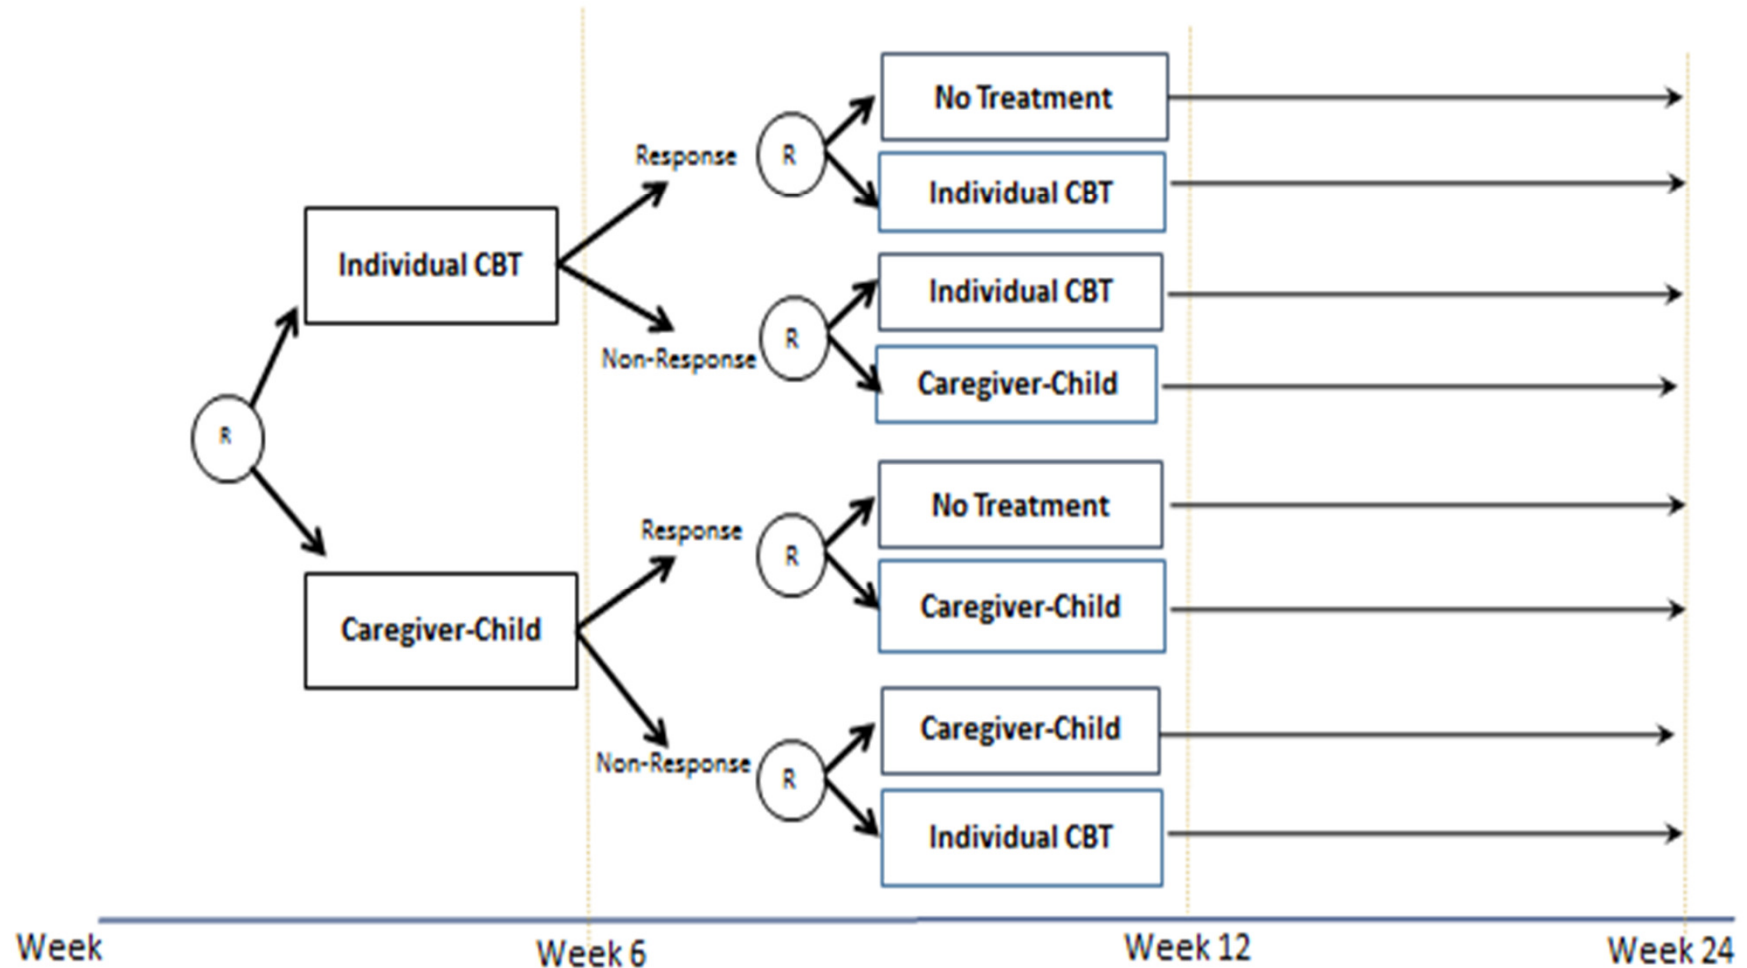 R
Individual CBT
Caregiver-Child
Response
Non-Response
Response
Non-Response
R
R
R
R
No Treatment
Individual CBT
Individual CBT
Caregiver-Child
No Treatment
Caregiver-Child
Caregiver-Child
Individual CBT
Week
Week 6
Week 12
Week 24